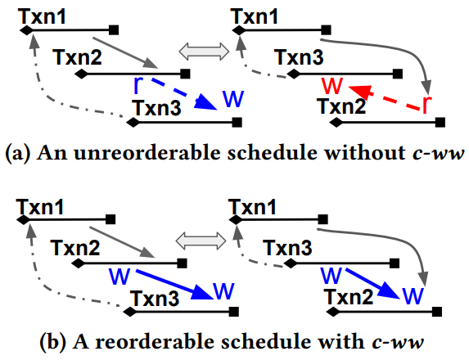 Txn1 Txn1
Txn2 Txn3
r w w r
Txn3 Txn2
(a) An unreorderable schedule without c-ww
Txn1 Txn1
Txn2 Txn3
w w w w
Txn3 Txn2
(b) A reorderable schedule with c-ww